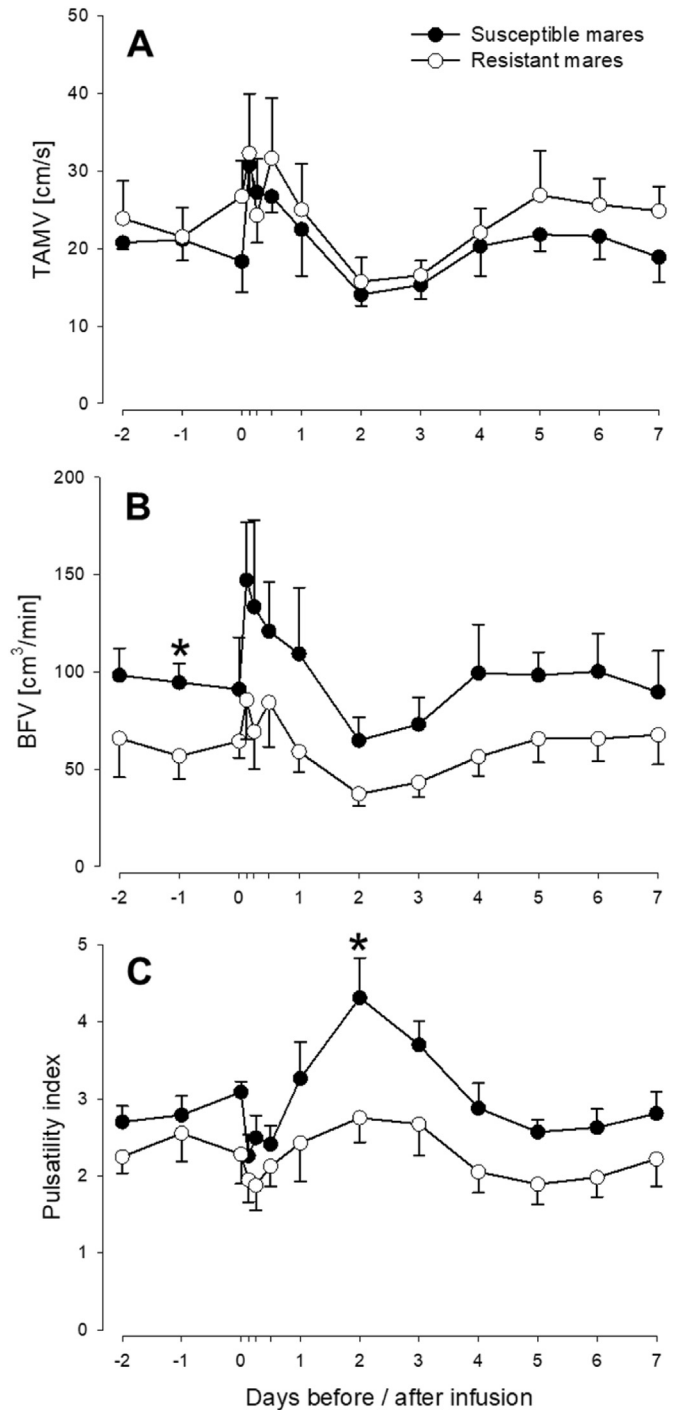 A
Susceptible mares
Resistant mares
TAMV [cm/s]
50
40
30
20
10
0
-2 -1 0 1 2 3 4 5 6 7
B
BFV [cm³/min]
200
150
100
50
0
*
-2 -1 0 1 2 3 4 5 6 7
C
Pulsatility index
5
4
3
2
1
0
*
-2 -1 0 1 2 3 4 5 6 7
Days before / after infusion